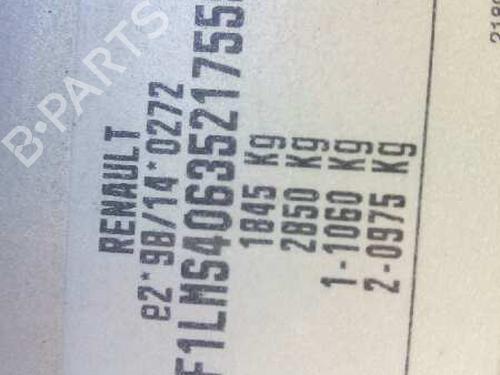 RENAULT
e2*98/14*0272
F1LMS4063521755
1845 Kg
2850 Kg
1-1060 Kg
2-0975 Kg
B-PARTS